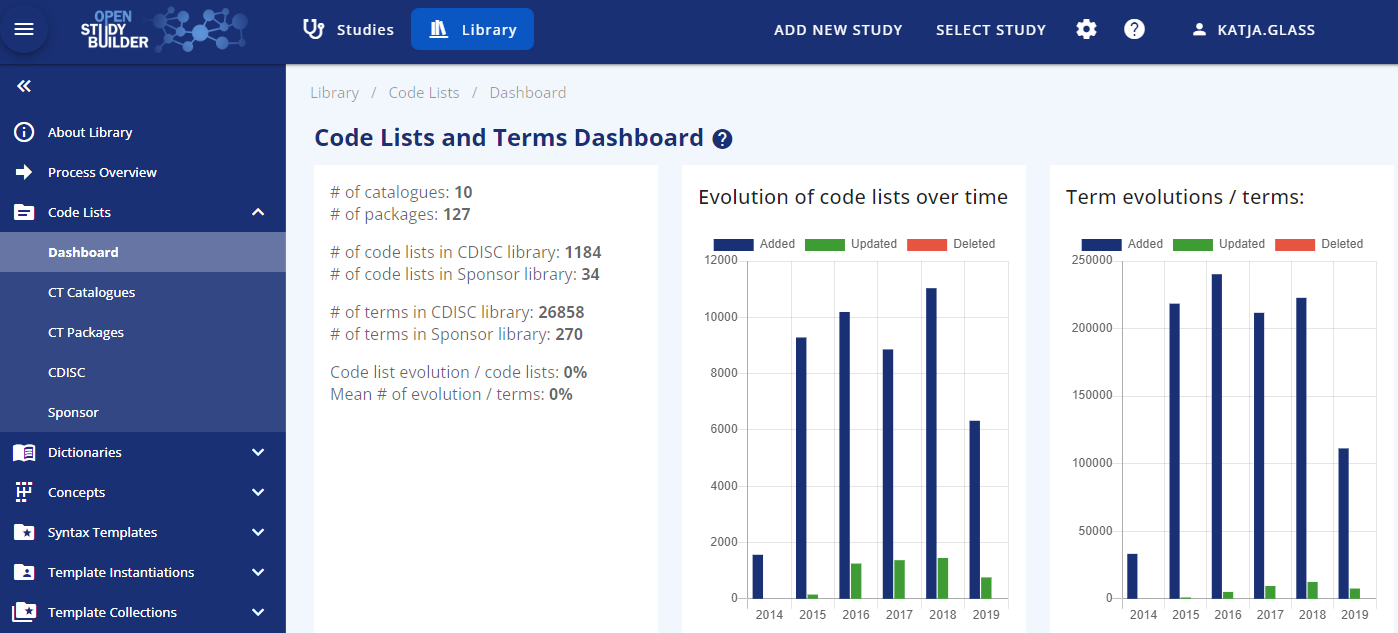 OPEN
STUDY
BUILDER
Studies
Library
ADD NEW STUDY
SELECT STUDY
?
KATJA.GLASS
About Library
Process Overview
Code Lists
Dashboard
CT Catalogues
CT Packages
CDISC
Sponsor
Dictionaries
Concepts
Syntax Templates
Template Instantiations
Template Collections
Library / Code Lists / Dashboard
Code Lists and Terms Dashboard ?
# of catalogues: 10
# of packages: 127
# of code lists in CDISC library: 1184
# of code lists in Sponsor library: 34
# of terms in CDISC library: 26858
# of terms in Sponsor library: 270
Code list evolution / code lists: 0%
Mean # of evolution / terms: 0%
Evolution of code lists over time
Added Updated Deleted
12000
10000
8000
6000
4000
2000
0
2014 2015 2016 2017 2018 2019
Term evolutions / terms:
Added Updated Deleted
250000
200000
150000
100000
50000
0
2014 2015 2016 2017 2018 2019